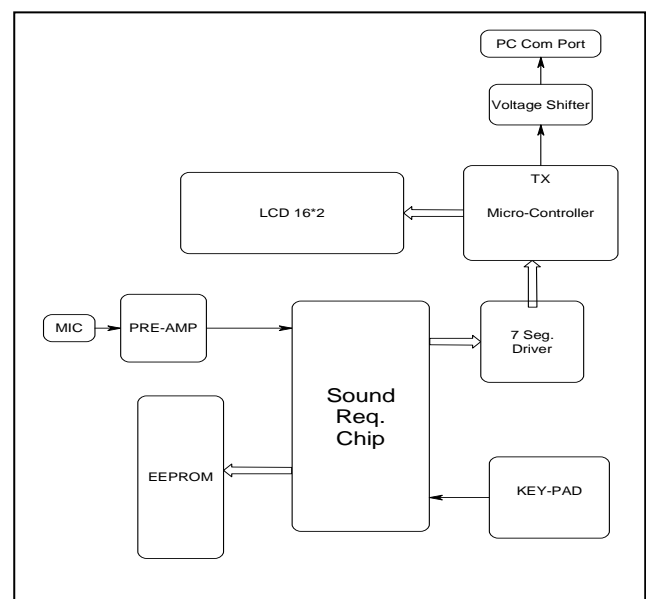 PC Com Port
Voltage Shifter
TX
Micro-Controller
LCD 16*2
MIC
PRE-AMP
7 Seg.
Driver
Sound
Req.
Chip
EEPROM
KEY-PAD